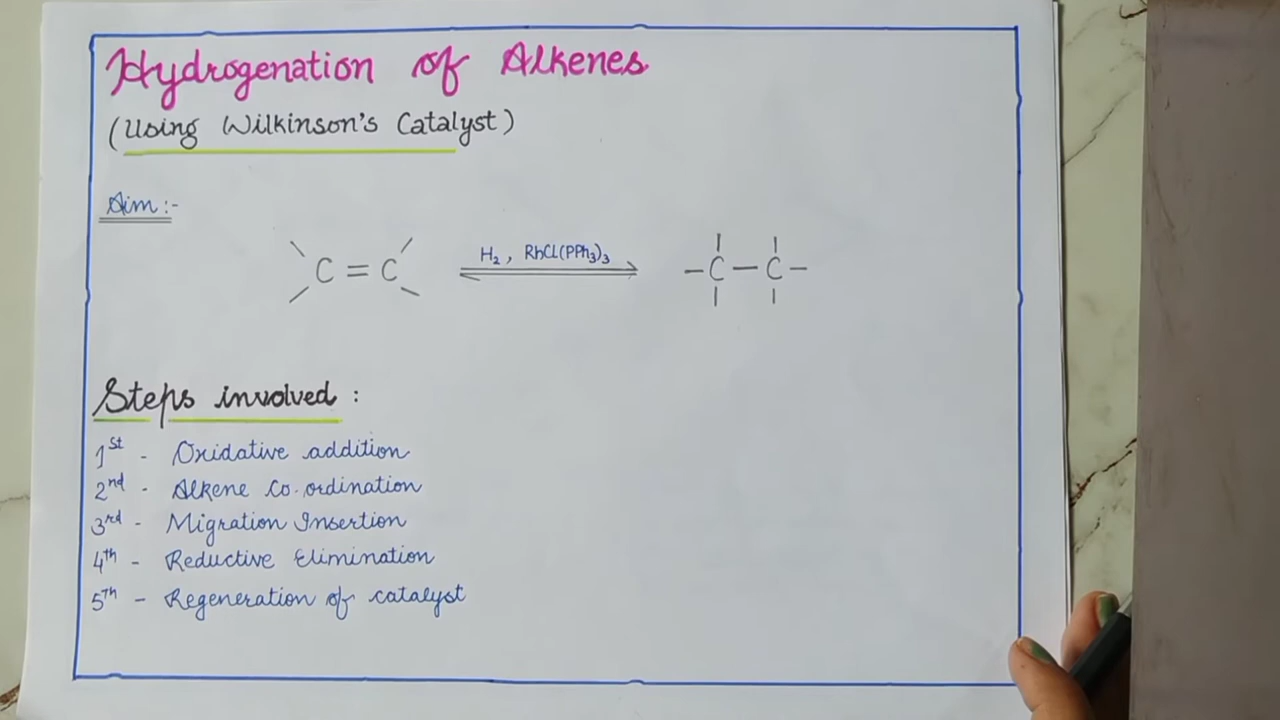 Hydrogenation of Alkenes
(Using Wilkinson's Catalyst)
Aim :-
C = C
H₂ , RhCl(PPh₃)₃
- C - C -
Steps involved :
1st - Oxidative addition
2nd - Alkene Co-ordination
3rd - Migration Insertion
4th - Reductive Elimination
5th - Regeneration of catalyst